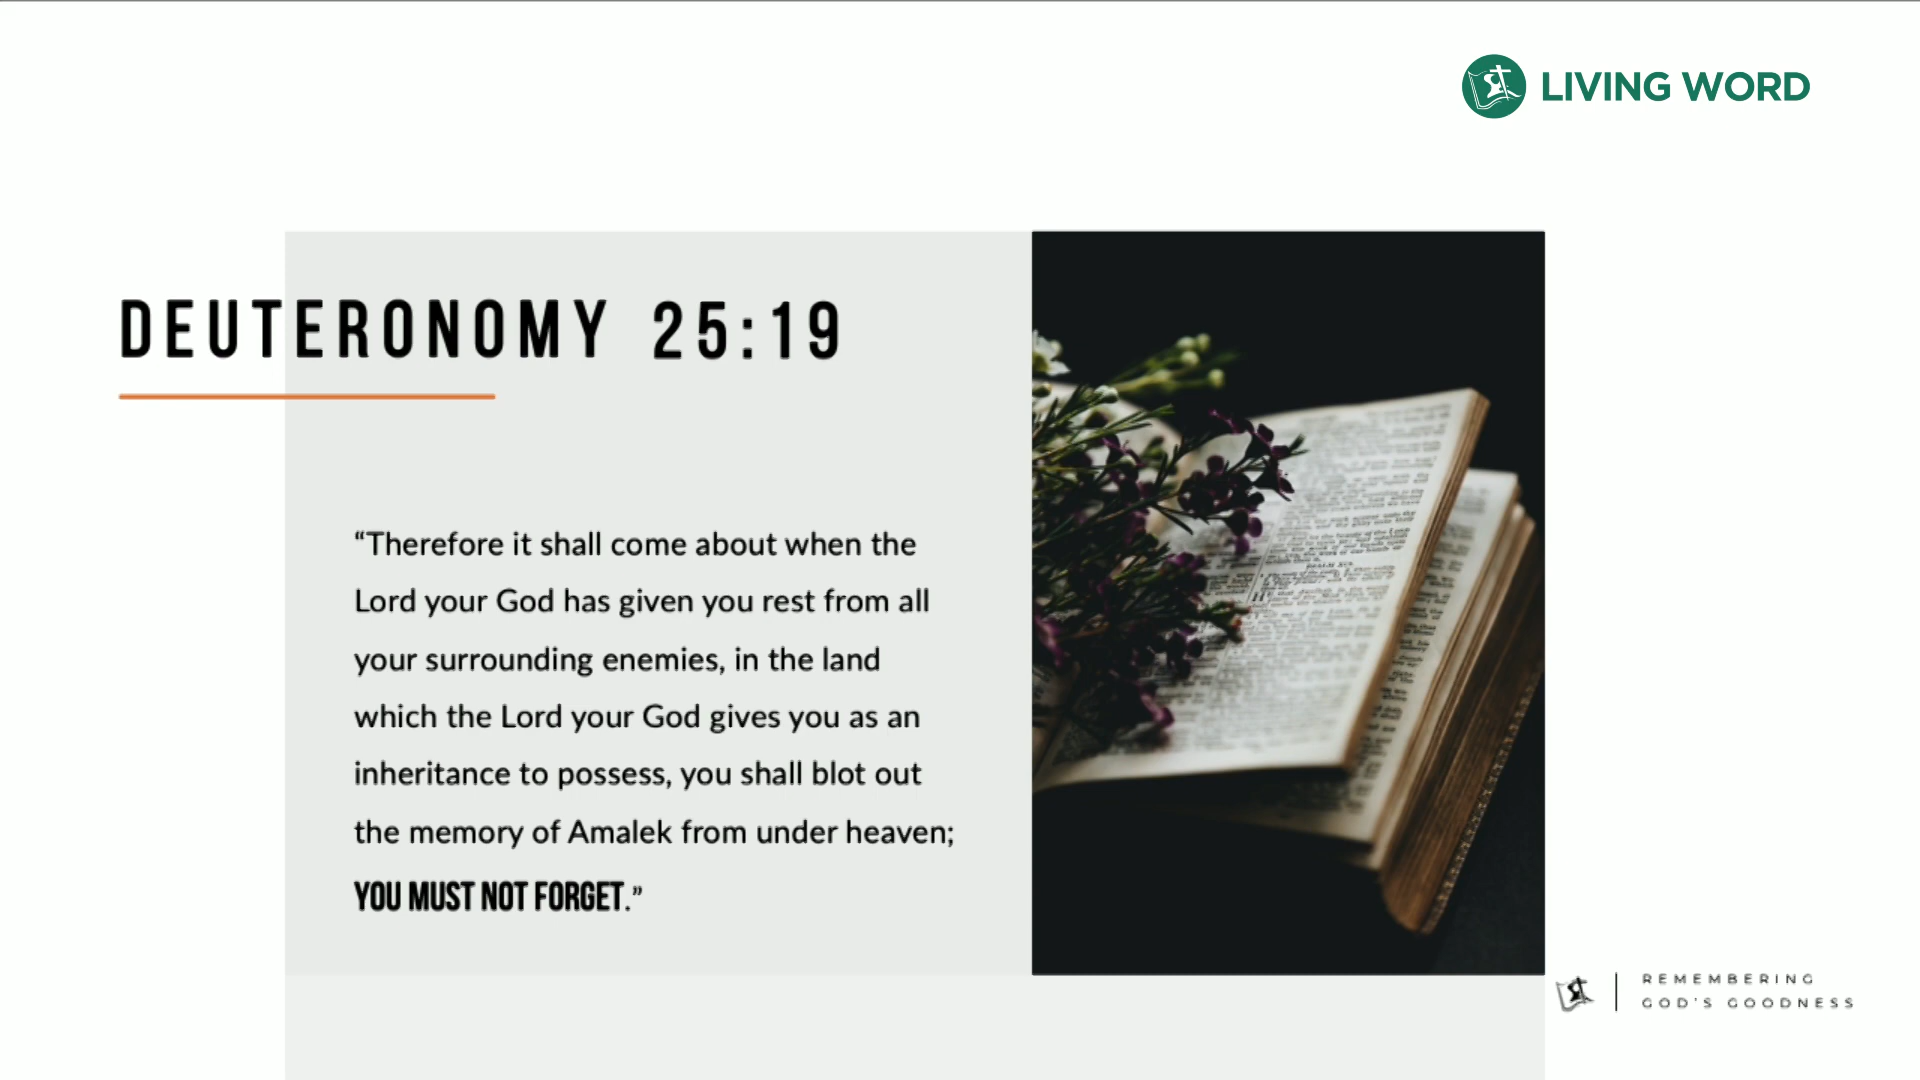 LIVING WORD
DEUTERONOMY 25:19
“Therefore it shall come about when the
Lord your God has given you rest from all
your surrounding enemies, in the land
which the Lord your God gives you as an
inheritance to possess, you shall blot out
the memory of Amalek from under heaven;
YOU MUST NOT FORGET.”
REMEMBERING
GOD'S GOODNESS